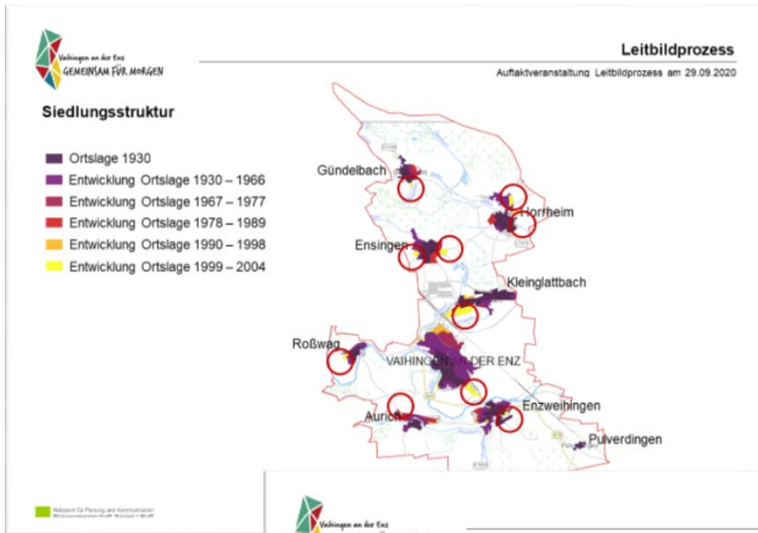 Vaihingen an der Enz
GEMEINSAM FÜR MORGEN
Leitbildprozess
Auftaktveranstaltung Leitbildprozess am 29.09.2020
Siedlungsstruktur
Ortslage 1930
Entwicklung Ortslage 1930 – 1966
Entwicklung Ortslage 1967 – 1977
Entwicklung Ortslage 1978 – 1989
Entwicklung Ortslage 1990 – 1998
Entwicklung Ortslage 1999 – 2004
Gündelbach
Horrheim
Ensingen
Kleinglattbach
Roßwag
VAIHINGEN AN DER ENZ
Aurich
Enzweihingen
Pulverdingen
Netzwerk für Planung und Kommunikation
Vaihingen an der Enz